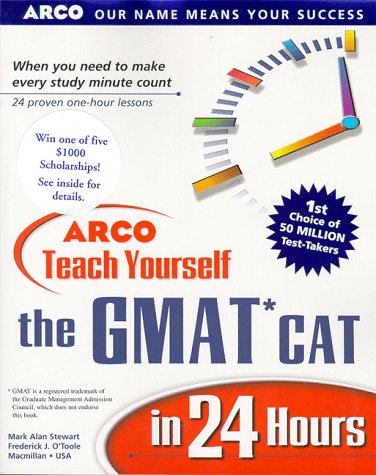 ARCO OUR NAME MEANS YOUR SUCCESS
When you need to make
every study minute count
24 proven one-hour lessons
Win one of five
$1000
Scholarships!
See inside for
details.
1st
Choice of
50 MILLION
Test-Takers
ARCO
Teach Yourself
the GMAT* CAT
* GMAT is a registered trademark of
the Graduate Management Admission
Council, which does not endorse
this book.
in 24 Hours
Mark Alan Stewart
Frederick J. O'Toole
Macmillan • USA